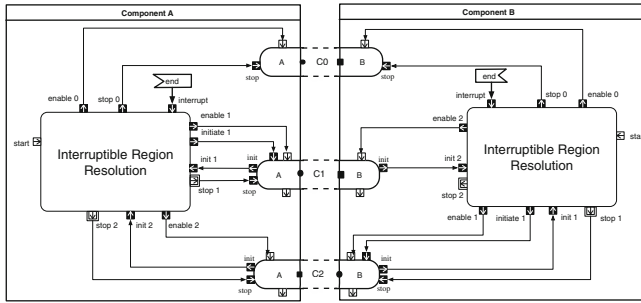 Component A
Component B
enable 0
stop 0
end
interrupt
stop
A
C0
B
stop
end
interrupt
stop 0
enable 0
start
Interruptible Region
Resolution
enable 1
initiate 1
init 1
stop 1
init
stop
A
C1
B
init
enable 2
init 2
stop 2
Interruptible Region
Resolution
start
stop 2
init 2
enable 2
enable 1
initiate 1
init 1
stop 1
init
stop
A
C2
B
init
stop